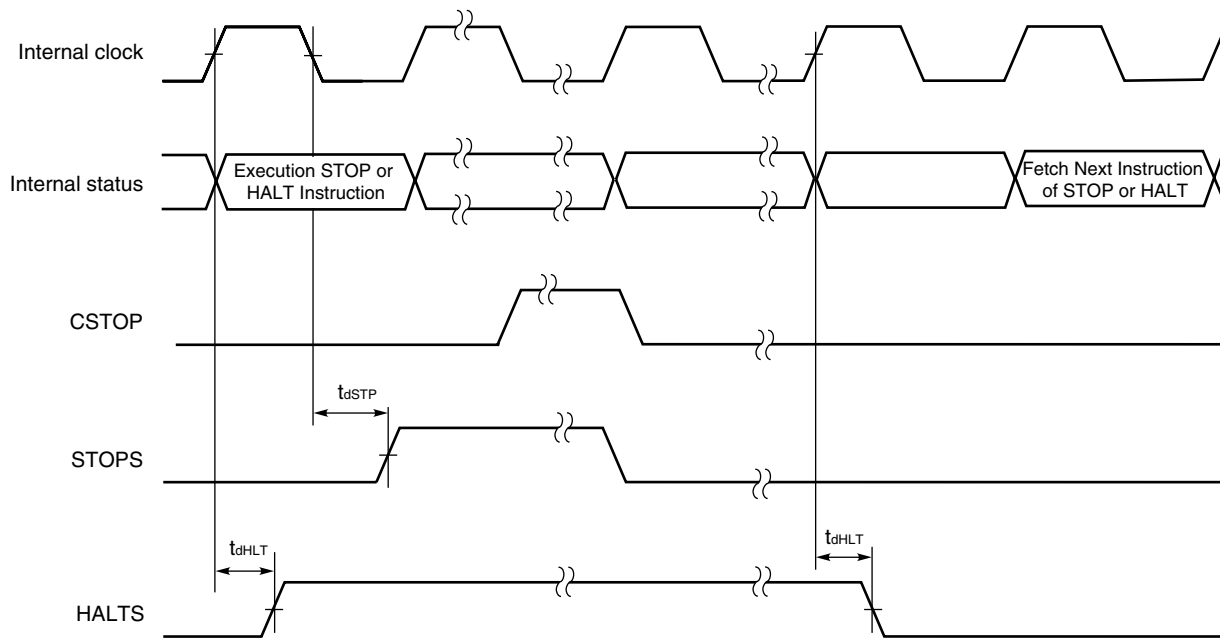 Internal clock
Internal status
Execution STOP or
HALT Instruction
Fetch Next Instruction
of STOP or HALT
CSTOP
tdSTP
STOPS
tdHLT
tdHLT
HALTS